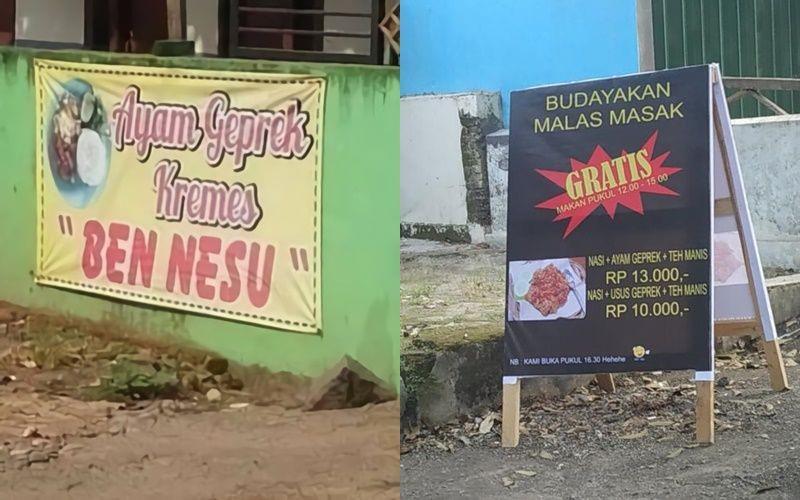 Ayam Geprek
Kremes
" BEN NESU "
BUDAYAKAN
MALAS MASAK
GRATIS
MAKAN PUKUL 12.00 - 15.00
NASI + AYAM GEPREK + TEH MANIS
RP 13.000,-
NASI + USUS GEPREK + TEH MANIS
RP 10.000,-
NB : KAMI BUKA PUKUL 16.30 Hehehe